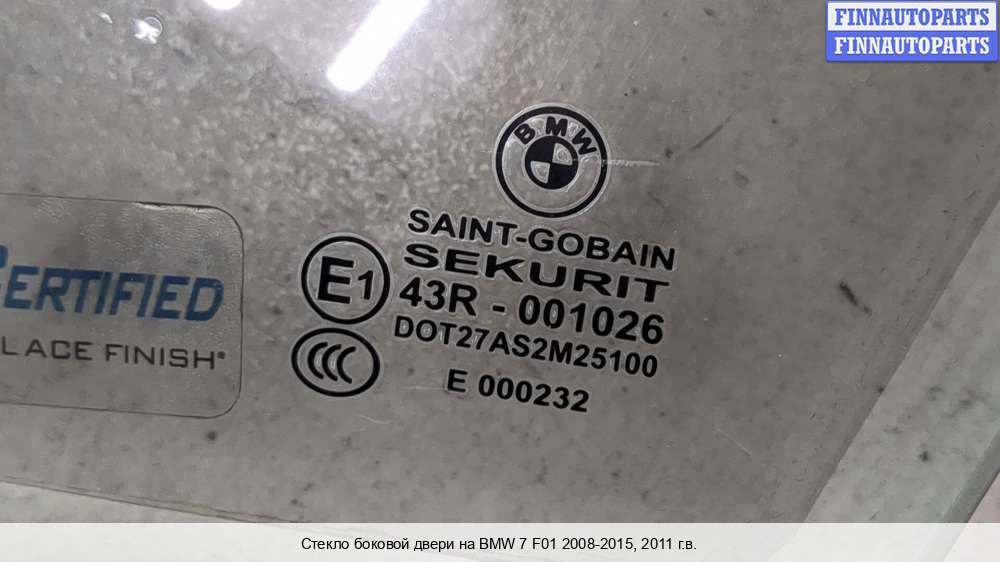 FINNAUTOPARTS
FINNAUTOPARTS
BMW
SAINT-GOBAIN
SEKURIT
E1
43R - 001026
DOT27AS2M25100
E 000232
CERTIFIED
LACE FINISH®
Стекло боковой двери на BMW 7 F01 2008-2015, 2011 г.в.